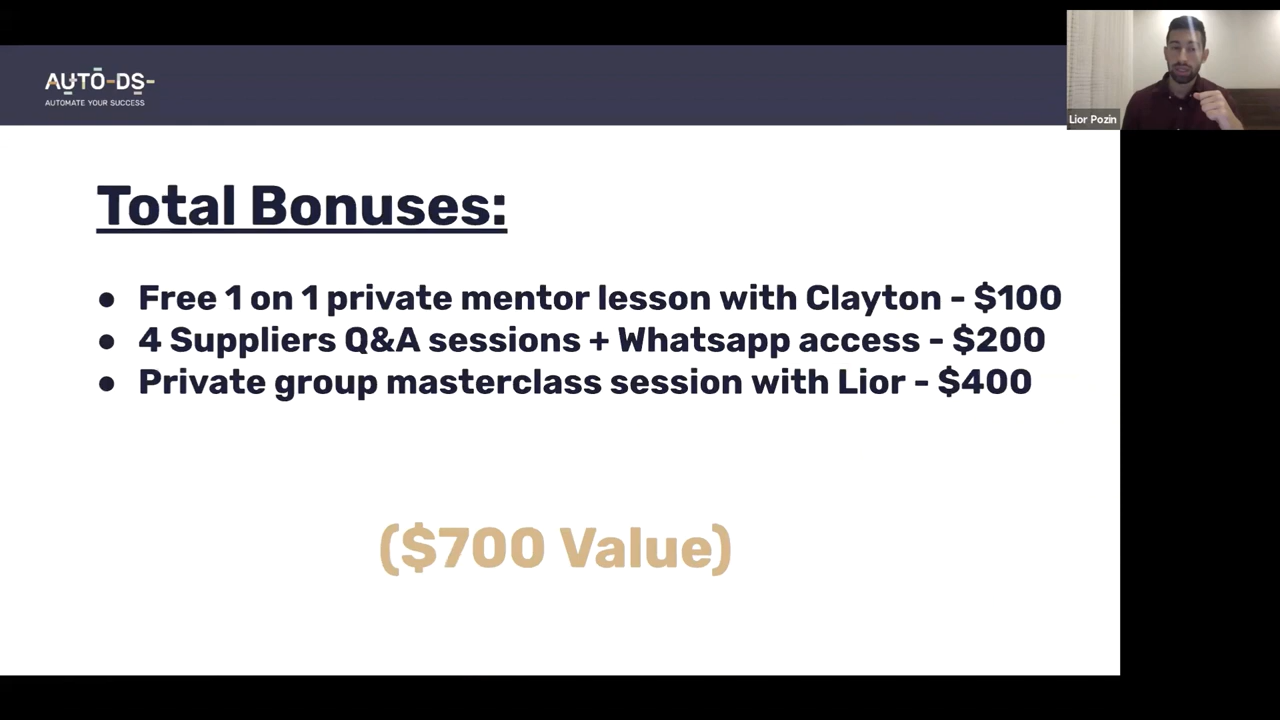 AUTO-DS-
AUTOMATE YOUR SUCCESS
Lior Pozin
Total Bonuses:
● Free 1 on 1 private mentor lesson with Clayton - $100
● 4 Suppliers Q&A sessions + Whatsapp access - $200
● Private group masterclass session with Lior - $400
($700 Value)